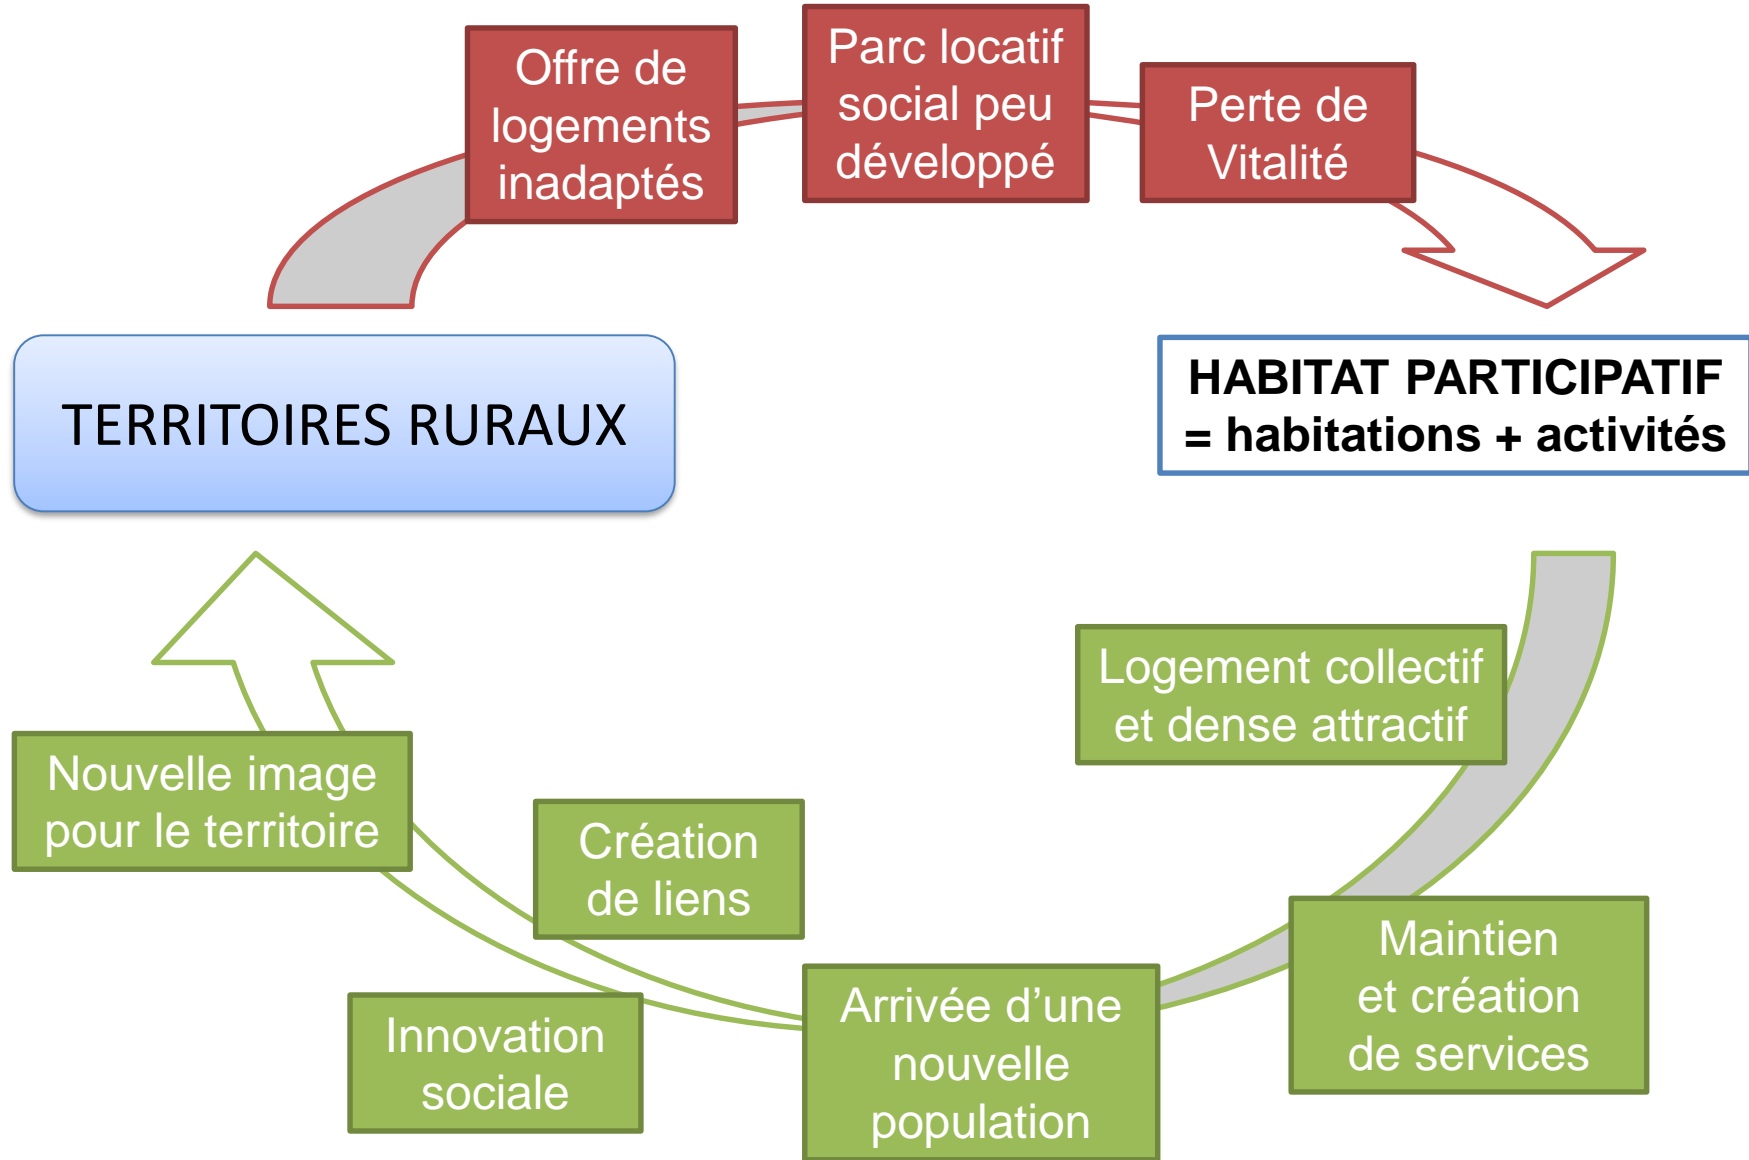 Offre de
logements
inadaptés
Parc locatif
social peu
développé
Perte de
Vitalité
TERRITOIRES RURAUX
HABITAT PARTICIPATIF
= habitations + activités
Logement collectif
et dense attractif
Maintien
et création
de services
Arrivée d’une
nouvelle
population
Création
de liens
Innovation
sociale
Nouvelle image
pour le territoire